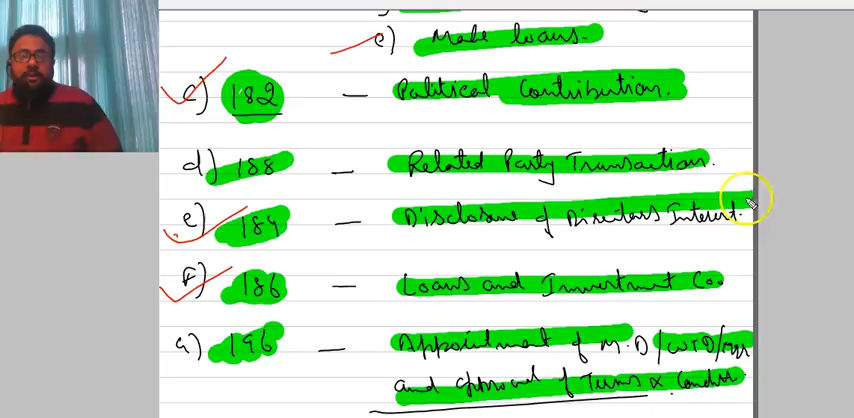 e) Make loans.
c) 182 — Political Contribution.
d) 188 — Related Party Transaction.
e) 184 — Disclosure of Directors Interest.
f) 186 — Loans and Investment Co.
g) 196 — Appointment of M.D/WTD/Mgr
and approval of Terms &